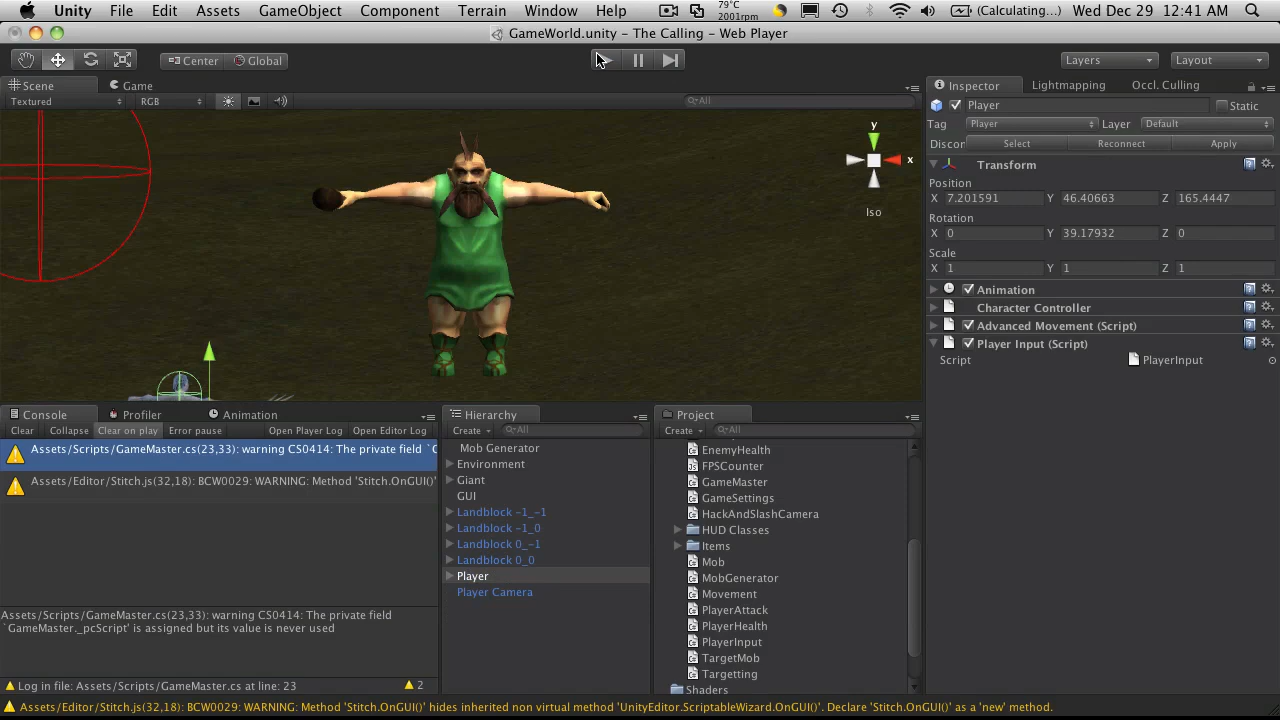 Unity File Edit Assets GameObject Component Terrain Window Help 79°C 2001rpm (Calculating...) Wed Dec 29 12:41 AM
GameWorld.unity - The Calling - Web Player
Center Global Layers Layout
Scene Game
Textured RGB All
y
x
Iso
Inspector Lightmapping Occl. Culling
Player Static
Tag Player Layer Default
Discon Select Reconnect Apply
Transform
Position
X 7.201591 Y 46.40663 Z 165.4447
Rotation
X 0 Y 39.17932 Z 0
Scale
X 1 Y 1 Z 1
Animation
Character Controller
Advanced Movement (Script)
Player Input (Script)
Script PlayerInput
Console Profiler Animation
Clear Collapse Clear on play Error pause Open Player Log Open Editor Log
Assets/Scripts/GameMaster.cs(23,33): warning CS0414: The private field `G
Assets/Editor/Stitch.js(32,18): BCW0029: WARNING: Method 'Stitch.OnGUI()'
Assets/Scripts/GameMaster.cs(23,33): warning CS0414: The private field
`GameMaster._pcScript' is assigned but its value is never used
Log in file: Assets/Scripts/GameMaster.cs at line: 23 2
Hierarchy
Create All
Mob Generator
Environment
Giant
GUI
Landblock -1_-1
Landblock -1_0
Landblock 0_-1
Landblock 0_0
Player
Player Camera
Project
Create All
EnemyHealth
FPSCounter
GameMaster
GameSettings
HackAndSlashCamera
HUD Classes
Items
Mob
MobGenerator
Movement
PlayerAttack
PlayerHealth
PlayerInput
TargetMob
Targetting
Shaders
Assets/Editor/Stitch.js(32,18): BCW0029: WARNING: Method 'Stitch.OnGUI()' hides inherited non virtual method 'UnityEditor.ScriptableWizard.OnGUI()'. Declare 'Stitch.OnGUI()' as a 'new' method.